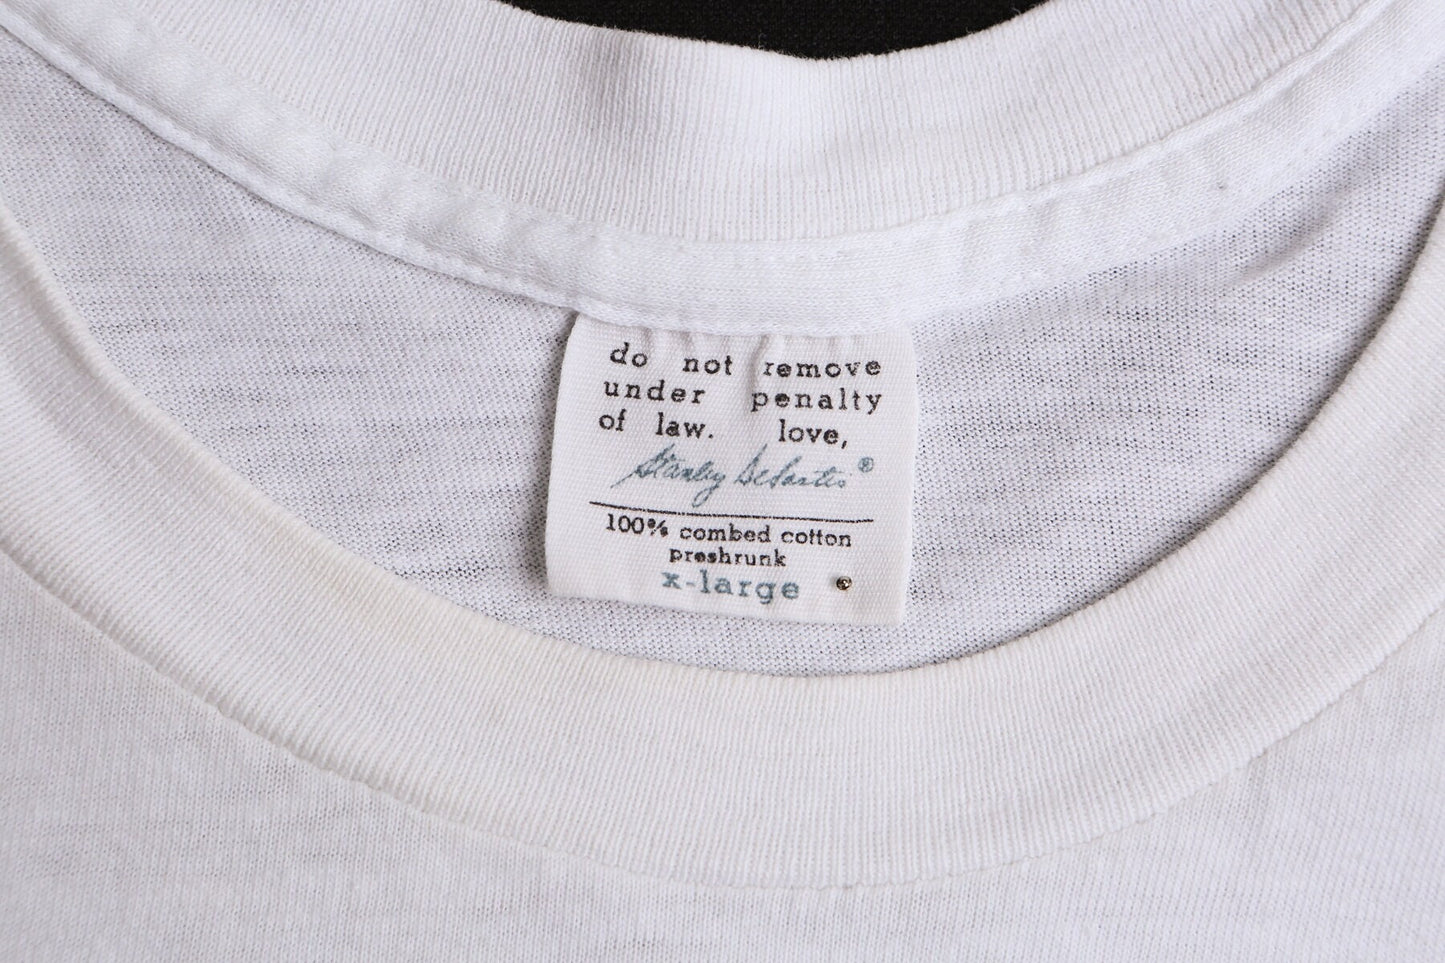 do not remove
under penalty
of law. love,
Stanley DeSantis ®
100% combed cotton
preshrunk
x-large